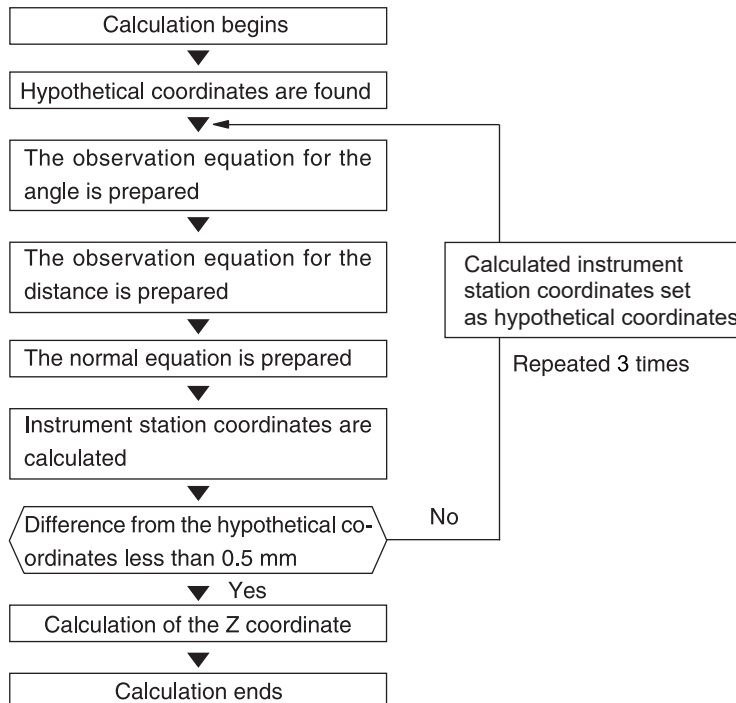 Calculation begins
Hypothetical coordinates are found
The observation equation for the
angle is prepared
The observation equation for the
distance is prepared
Calculated instrument
station coordinates set
as hypothetical coordinates
The normal equation is prepared
Repeated 3 times
Instrument station coordinates are
calculated
Difference from the hypothetical co-
ordinates less than 0.5 mm
No
Yes
Calculation of the Z coordinate
Calculation ends